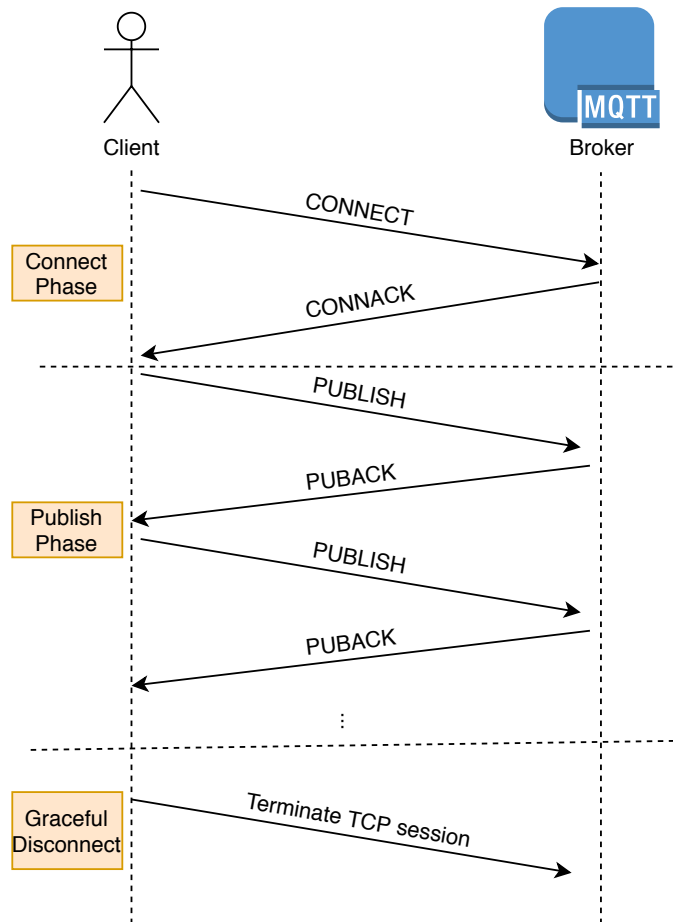 MQTT
Client
Broker
CONNECT
Connect
Phase
CONNACK
PUBLISH
PUBACK
Publish
Phase
PUBLISH
PUBACK
...
Terminate TCP session
Graceful
Disconnect